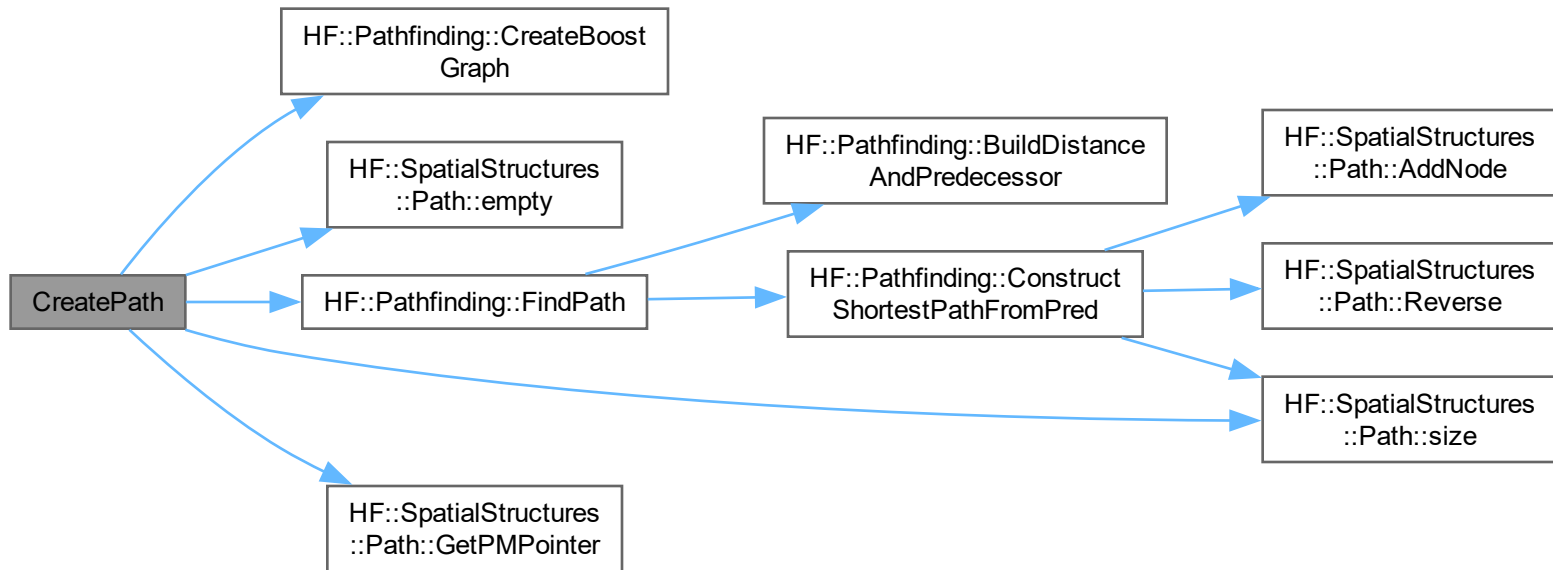 HF::Pathfinding::CreateBoost
Graph
HF::SpatialStructures
::Path::empty
CreatePath
HF::Pathfinding::FindPath
HF::SpatialStructures
::Path::GetPMPointer
HF::Pathfinding::BuildDistance
AndPredecessor
HF::Pathfinding::Construct
ShortestPathFromPred
HF::SpatialStructures
::Path::AddNode
HF::SpatialStructures
::Path::Reverse
HF::SpatialStructures
::Path::size